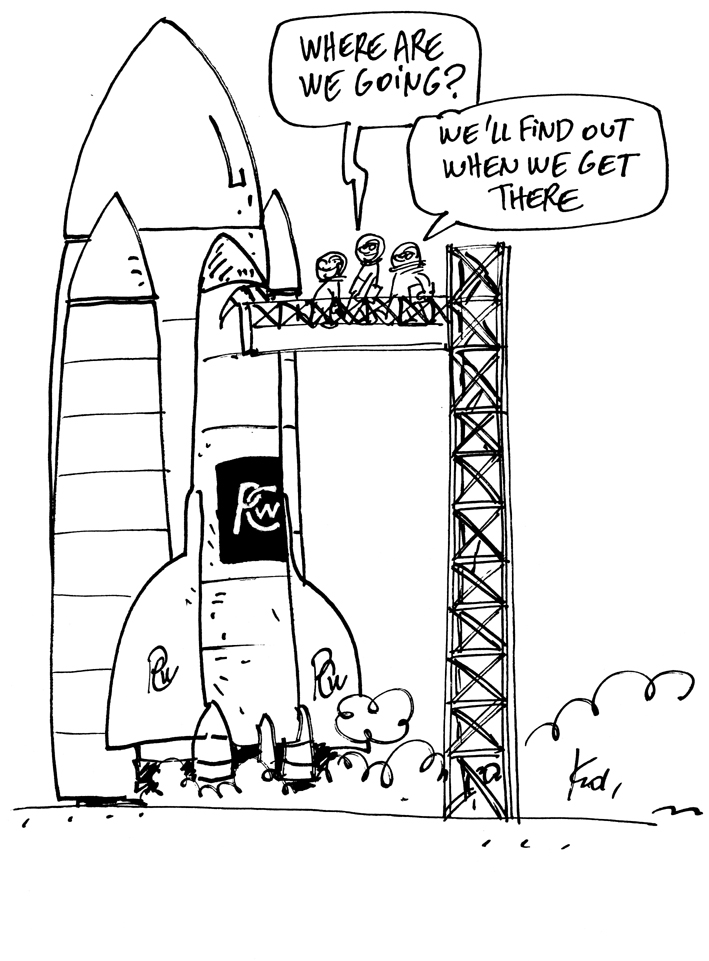 WHERE ARE
WE GOING?
WE'LL FIND OUT
WHEN WE GET
THERE
PCW
PCW
PCW